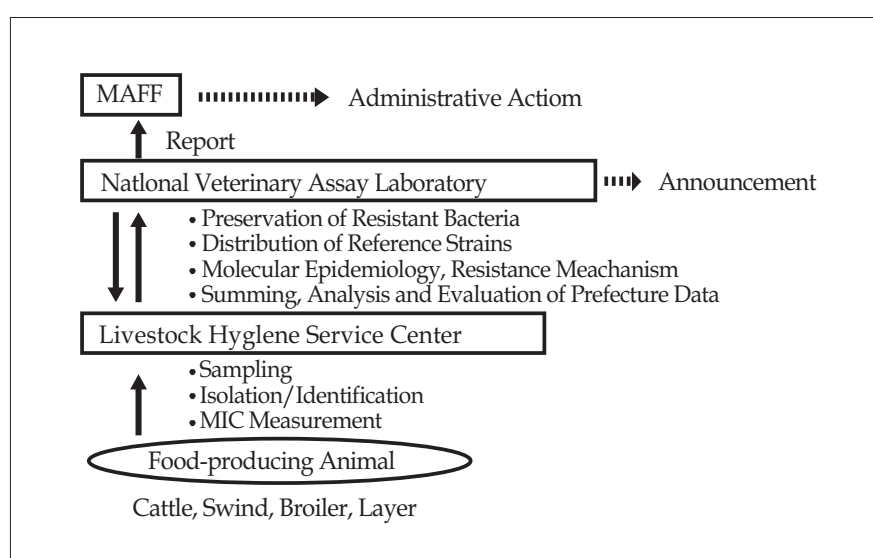 MAFF
Administrative Actiom
Report
Natlonal Veterinary Assay Laboratory
Announcement
• Preservation of Resistant Bacteria
• Distribution of Reference Strains
• Molecular Epidemiology, Resistance Meachanism
• Summing, Analysis and Evaluation of Prefecture Data
Livestock Hyglene Service Center
• Sampling
• Isolation/Identification
• MIC Measurement
Food-producing Animal
Cattle, Swind, Broiler, Layer